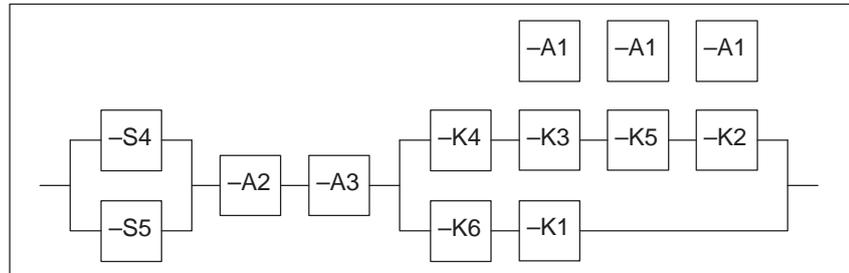 –A1 –A1 –A1
–S4 –K4 –K3 –K5 –K2
–A2 –A3
–S5 –K6 –K1